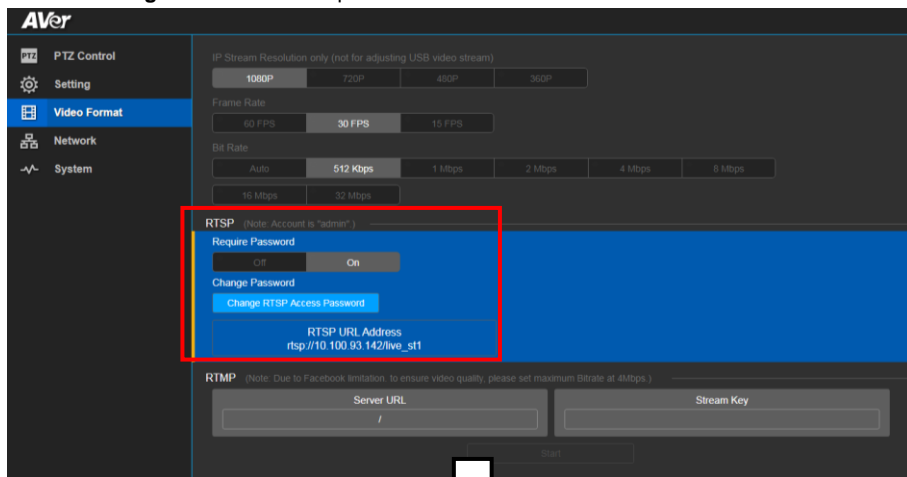 AVer
PTZ PTZ Control
Setting
Video Format
Network
System
IP Stream Resolution only (not for adjusting USB video stream)
1080P 720P 480P 360P
Frame Rate
60 FPS 30 FPS 15 FPS
Bit Rate
Auto 512 Kbps 1 Mbps 2 Mbps 4 Mbps 8 Mbps
16 Mbps 32 Mbps
RTSP (Note: Account is "admin".)
Require Password
Off On
Change Password
Change RTSP Access Password
RTSP URL Address
rtsp://10.100.93.142/live_st1
RTMP (Note: Due to Facebook limitation, to ensure video quality, please set maximum Bitrate at 4Mbps.)
Server URL Stream Key
/
Start